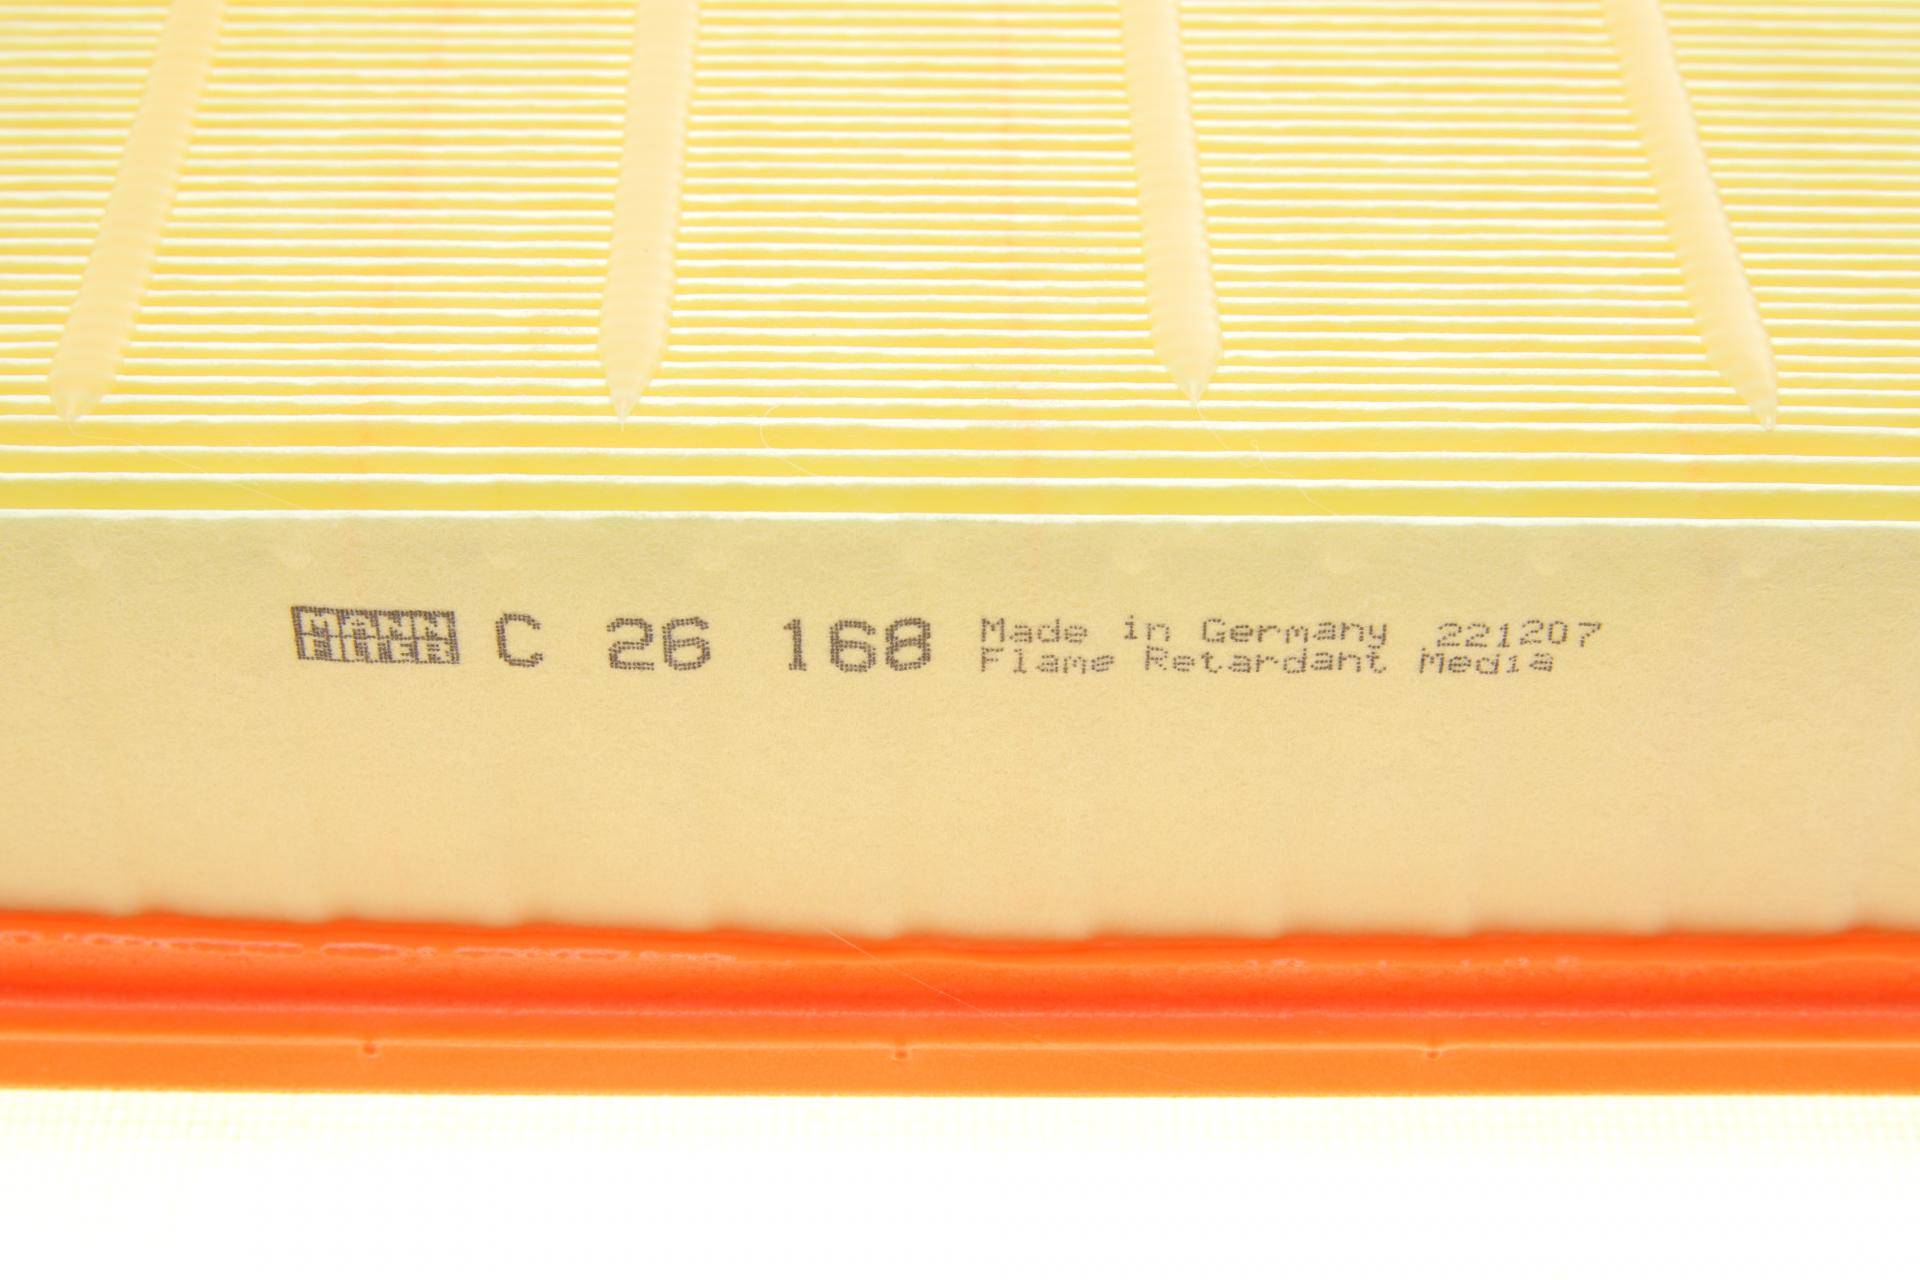 MANN FILTER C 26 168 Made in Germany 221207
Flame Retardant Media